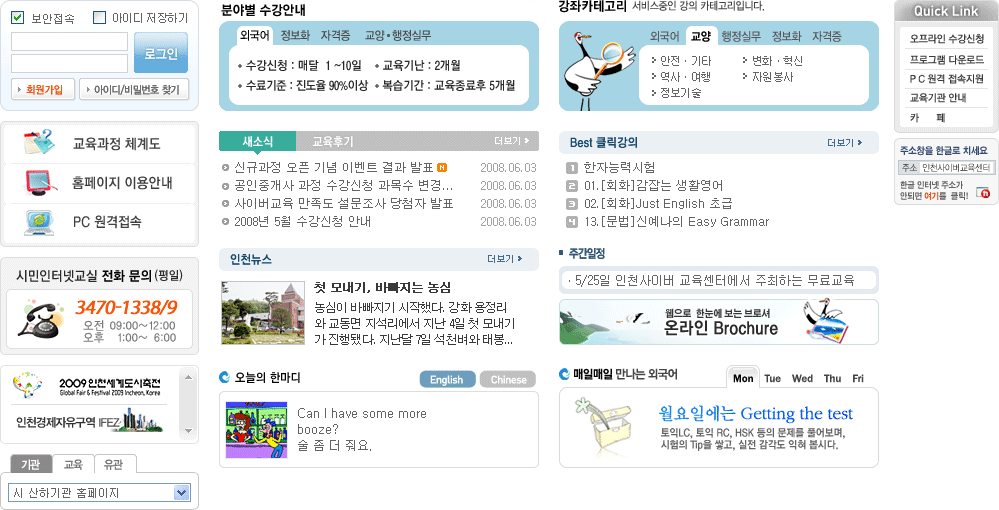 보안접속
아이디 저장하기
로그인
회원가입
아이디/비밀번호 찾기
교육과정 체계도
홈페이지 이용안내
PC 원격접속
시민인터넷교실 전화 문의 (평일)
3470-1338/9
오전 09:00~12:00
오후 1:00~ 6:00
2009 인천세계도시축전
Global Fair & Festival 2009 Incheon, Korea
인천경제자유구역 IFEZ
기관 교육 유관
시 산하기관 홈페이지
분야별 수강안내
외국어 정보화 자격증 교양·행정실무
수강신청 : 매달 1 ~10일 • 교육기간 : 2개월
수료기준 : 진도율 90%이상 • 복습기간 : 교육종료후 5개월
새소식 교육후기 더보기
신규과정 오픈 기념 이벤트 결과 발표 N 2008.06.03
공인중개사 과정 수강신청 과목수 변경... 2008.06.03
사이버교육 만족도 설문조사 당첨자 발표 2008.06.03
2008년 5월 수강신청 안내 2008.06.03
인천뉴스 더보기
첫 모내기, 바빠지는 농심
농심이 바빠지기 시작했다. 강화 용정리
와 교동면 지석리에서 지난 4일 첫 모내기
가 진행됐다. 지난달 7일 석천벼와 태봉...
오늘의 한마디 English Chinese
Can I have some more
booze?
술 좀 더 줘요.
강좌카테고리 서비스중인 강의 카테고리입니다.
외국어 교양 행정실무 정보화 자격증
안전·기타 변화·혁신
역사·여행 자원봉사
정보기술
Best 클릭강의 더보기
1 한자능력시험
2 01.[회화]감잡는 생활영어
3 02.[회화]Just English 초급
4 13.[문법]신예나의 Easy Grammar
주간일정
· 5/25일 인천사이버 교육센터에서 주최하는 무료교육
웹으로 한눈에 보는 브로셔
온라인 Brochure
매일매일 만나는 외국어 Mon Tue Wed Thu Fri
월요일에는 Getting the test
토익LC, 토익 RC, HSK 등의 문제를 풀어보며,
시험의 Tip을 쌓고, 실전 감각도 익혀 봅시다.
Quick Link
오프라인 수강신청
프로그램 다운로드
PC 원격 접속지원
교육기관 안내
카 페
주소창을 한글로 치세요
주소 인천사이버교육센터
한글 인터넷 주소가
안되면 여기를 클릭!